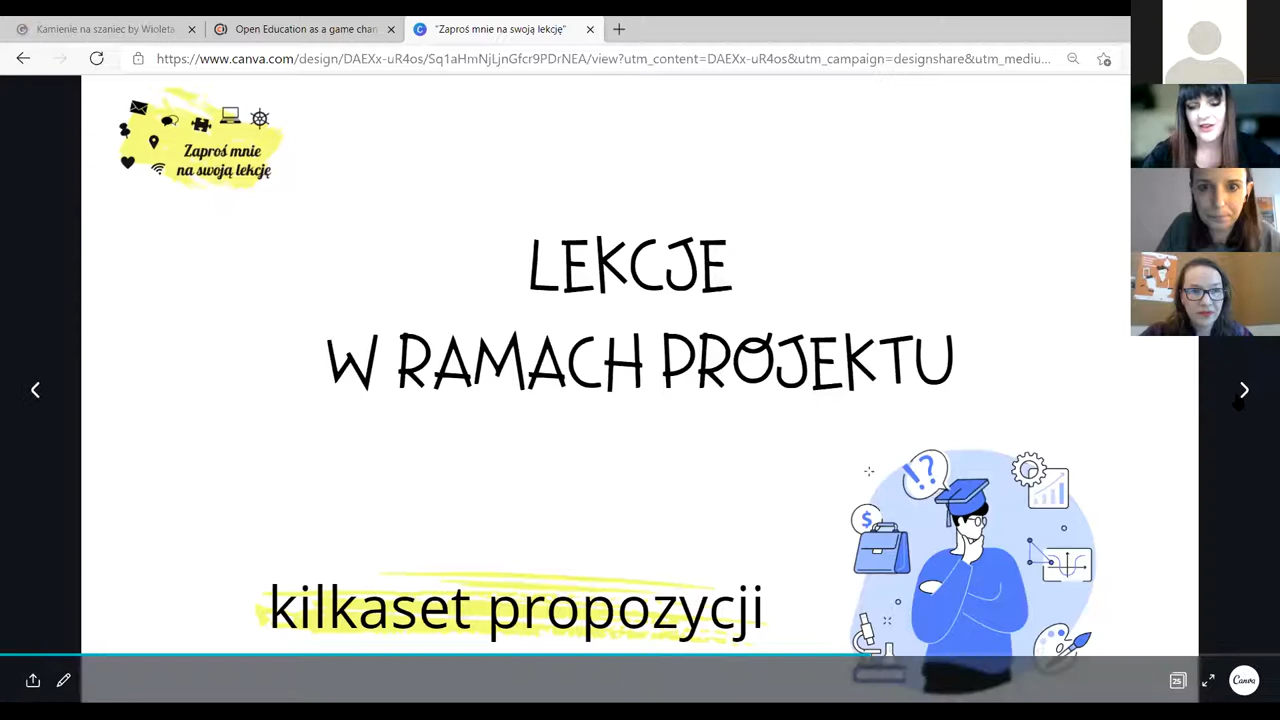 Kamienie na szaniec by Wioleta
Open Education as a game chan
"Zaproś mnie na swoją lekcję"
https://www.canva.com/design/DAEXx-uR4os/Sq1aHmNjLjnGfcr9PDrNEA/view?utm_content=DAEXx-uR4os&utm_campaign=designshare&utm_mediu...
Zaproś mnie
na swoją lekcję
LEKCJE
W RAMACH PROJEKTU
!?
$
kilkaset propozycji
25
Canva